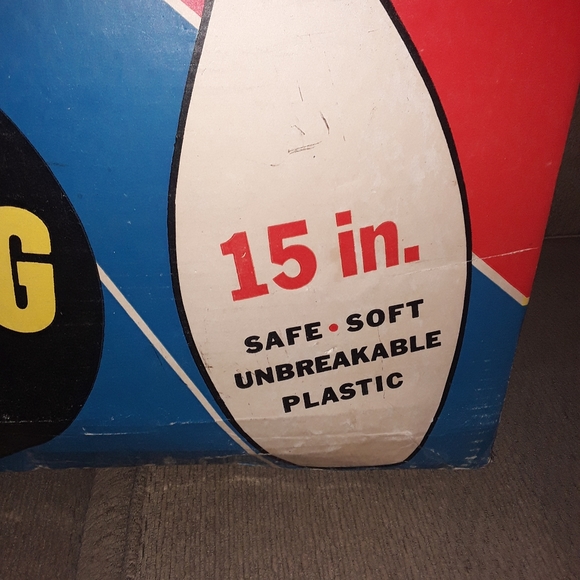 G
15 in.
SAFE • SOFT
UNBREAKABLE
PLASTIC